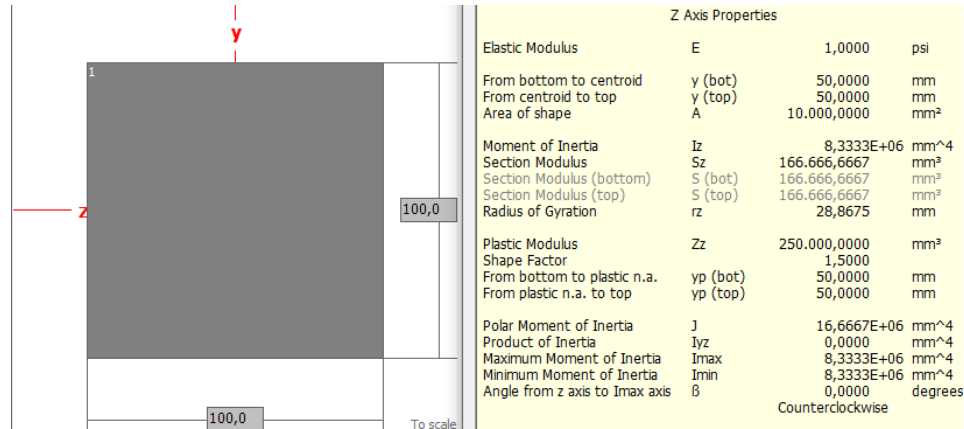 y
1
z
100,0
100,0
To scale
Z Axis Properties
Elastic Modulus E 1,0000 psi
From bottom to centroid y (bot) 50,0000 mm
From centroid to top y (top) 50,0000 mm
Area of shape A 10.000,0000 mm²
Moment of Inertia Iz 8,3333E+06 mm^4
Section Modulus Sz 166.666,6667 mm³
Section Modulus (bottom) S (bot) 166.666,6667 mm³
Section Modulus (top) S (top) 166.666,6667 mm³
Radius of Gyration rz 28,8675 mm
Plastic Modulus Zz 250.000,0000 mm³
Shape Factor 1,5000
From bottom to plastic n.a. yp (bot) 50,0000 mm
From plastic n.a. to top yp (top) 50,0000 mm
Polar Moment of Inertia J 16,6667E+06 mm^4
Product of Inertia Iyz 0,0000 mm^4
Maximum Moment of Inertia Imax 8,3333E+06 mm^4
Minimum Moment of Inertia Imin 8,3333E+06 mm^4
Angle from z axis to Imax axis ß 0,0000 degrees
Counterclockwise